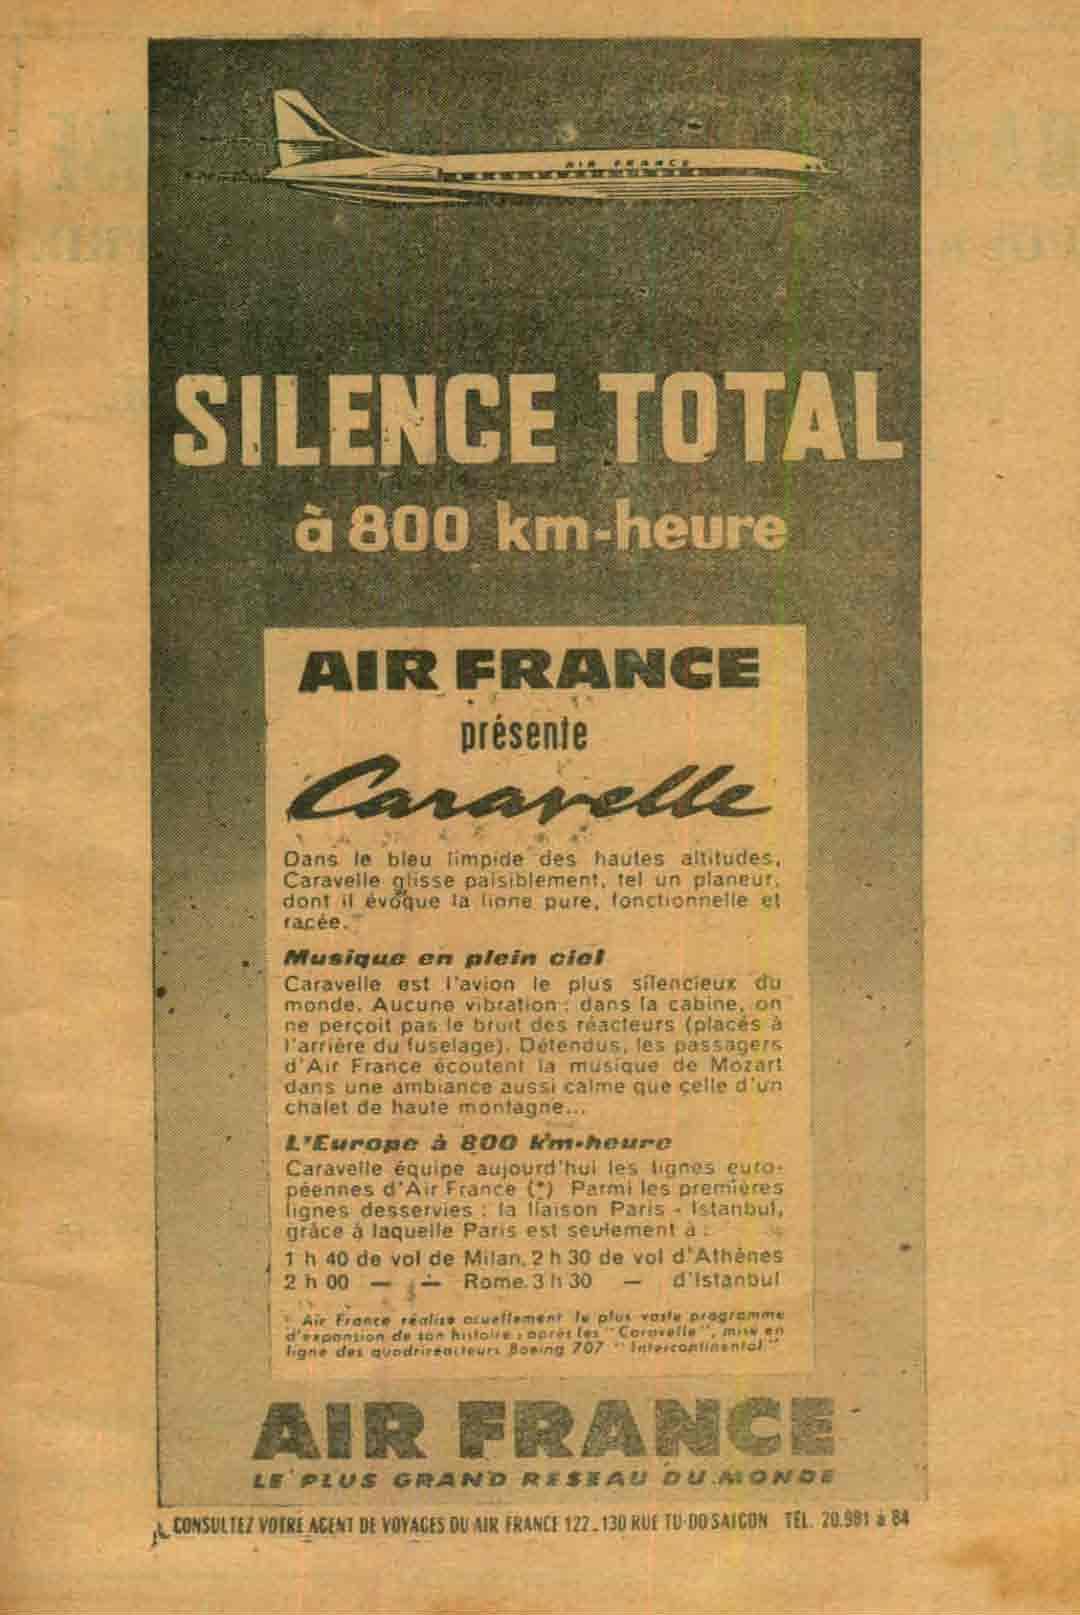 AIR FRANCE
SILENCE TOTAL
à 800 km-heure
AIR FRANCE
présente
Caravelle
Dans le bleu limpide des hautes altitudes,
Caravelle glisse paisiblement, tel un planeur,
dont il évoque la ligne pure, fonctionnelle et
racée.
Musique en plein ciel
Caravelle est l'avion le plus silencieux du
monde. Aucune vibration : dans la cabine, on
ne perçoit pas le bruit des réacteurs (placés à
l'arrière du fuselage). Détendus, les passagers
d'Air France écoutent la musique de Mozart
dans une ambiance aussi calme que celle d'un
chalet de haute montagne...
L'Europe à 800 km-heure
Caravelle équipe aujourd'hui les lignes euro-
péennes d'Air France (*) Parmi les premières
lignes desservies : la liaison Paris - Istanbul,
grâce à laquelle Paris est seulement à :
1 h 40 de vol de Milan, 2 h 30 de vol d'Athènes
2 h 00 — — Rome, 3 h 30 — d'Istanbul
* Air France réalise acuellement le plus vaste programme
d'expansion de son histoire : après les "Caravelle", mise en
ligne des quadriréacteurs Boeing 707 "Intercontinental"
AIR FRANCE
LE PLUS GRAND RESEAU DU MONDE
CONSULTEZ VOTRE AGENT DE VOYAGES OU AIR FRANCE 122-130 RUE TU-DO SAIGON TÉL. 20.981 à 84